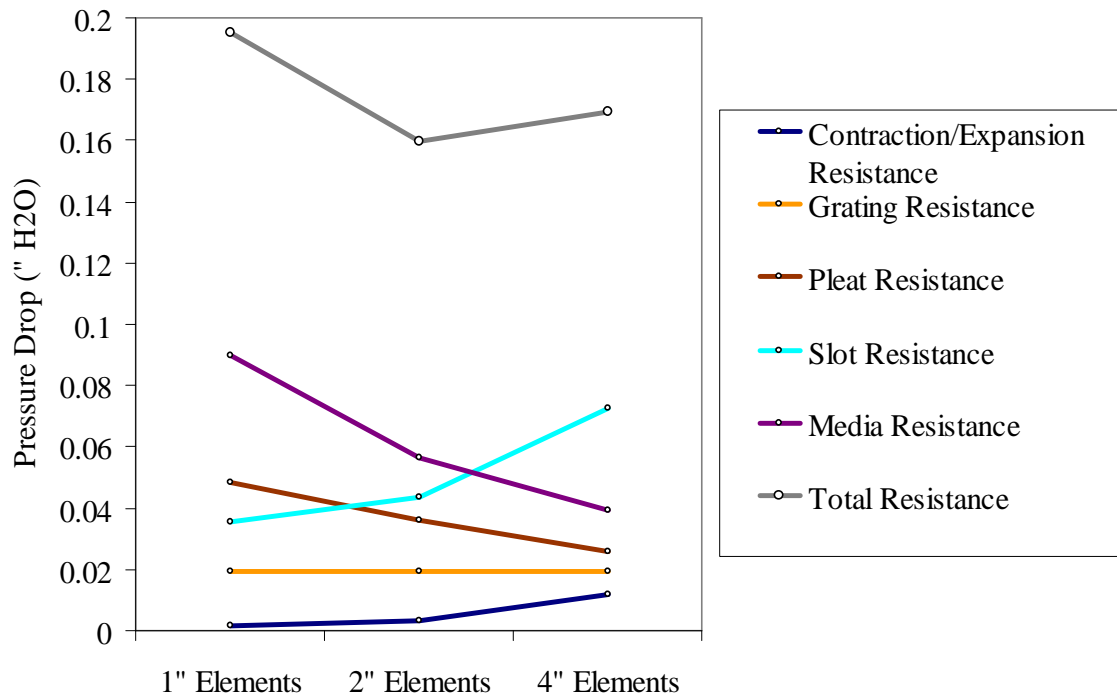 0.2
0.18
0.16
0.14
0.12
0.1
0.08
0.06
0.04
0.02
0
Pressure Drop (" H2O)
1" Elements 2" Elements 4" Elements
Contraction/Expansion
Resistance
Grating Resistance
Pleat Resistance
Slot Resistance
Media Resistance
Total Resistance